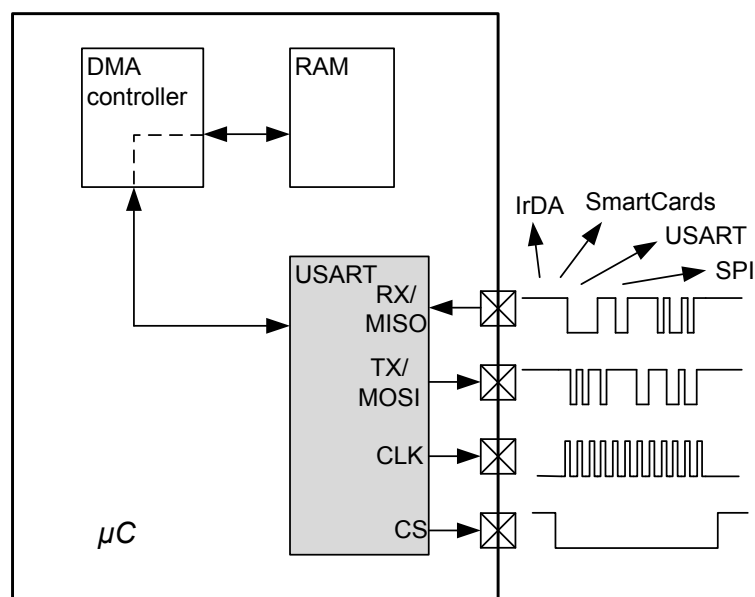 DMA
controller
RAM
IrDA
SmartCards
USART
SPI
USART
RX/
MISO
TX/
MOSI
CLK
CS
µC